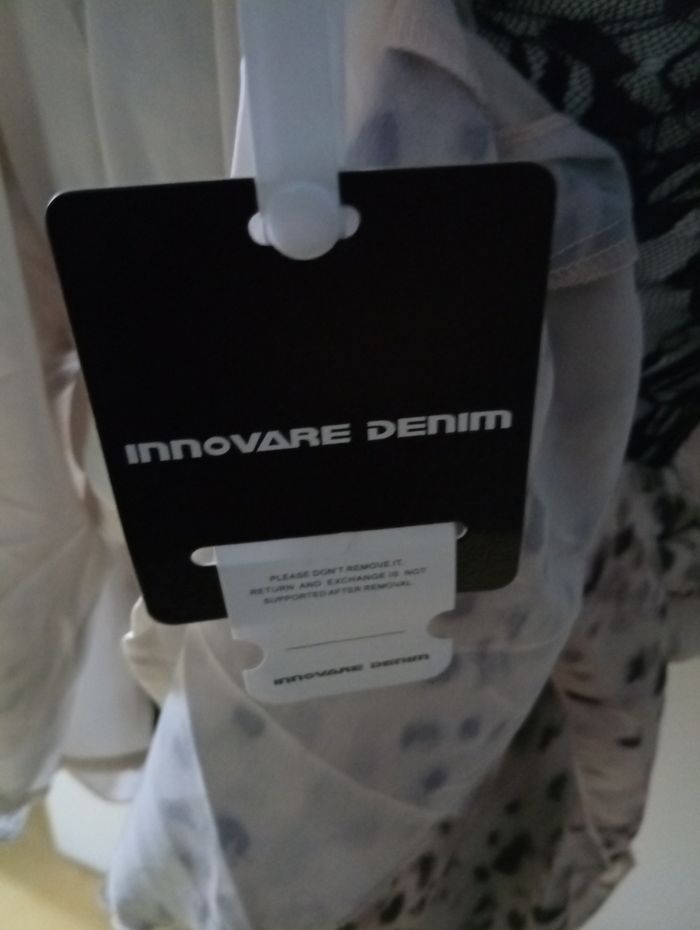 INNOVARE DENIM
PLEASE DON'T REMOVE IT.
RETURN AND EXCHANGE IS NOT
SUPPORTED AFTER REMOVAL.
INNOVARE DENIM